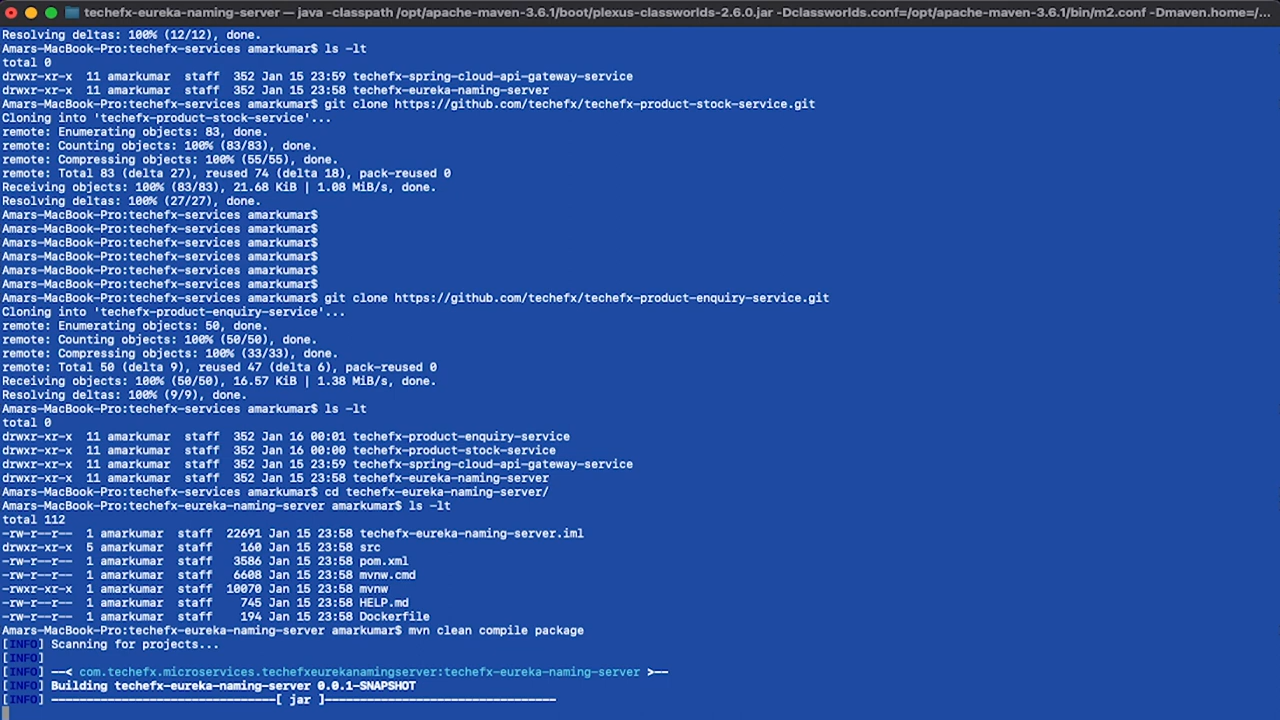 techefx-eureka-naming-server — java -classpath /opt/apache-maven-3.6.1/boot/plexus-classworlds-2.6.0.jar -Dclassworlds.conf=/opt/apache-maven-3.6.1/bin/m2.conf -Dmaven.home=/...
Resolving deltas: 100% (12/12), done.
Amars-MacBook-Pro:techefx-services amarkumar$ ls -lt
total 0
drwxr-xr-x  11 amarkumar  staff  352 Jan 15 23:59 techefx-spring-cloud-api-gateway-service
drwxr-xr-x  11 amarkumar  staff  352 Jan 15 23:58 techefx-eureka-naming-server
Amars-MacBook-Pro:techefx-services amarkumar$ git clone https://github.com/techefx/techefx-product-stock-service.git
Cloning into 'techefx-product-stock-service'...
remote: Enumerating objects: 83, done.
remote: Counting objects: 100% (83/83), done.
remote: Compressing objects: 100% (55/55), done.
remote: Total 83 (delta 27), reused 74 (delta 18), pack-reused 0
Receiving objects: 100% (83/83), 21.68 KiB | 1.08 MiB/s, done.
Resolving deltas: 100% (27/27), done.
Amars-MacBook-Pro:techefx-services amarkumar$
Amars-MacBook-Pro:techefx-services amarkumar$
Amars-MacBook-Pro:techefx-services amarkumar$
Amars-MacBook-Pro:techefx-services amarkumar$
Amars-MacBook-Pro:techefx-services amarkumar$
Amars-MacBook-Pro:techefx-services amarkumar$
Amars-MacBook-Pro:techefx-services amarkumar$ git clone https://github.com/techefx/techefx-product-enquiry-service.git
Cloning into 'techefx-product-enquiry-service'...
remote: Enumerating objects: 50, done.
remote: Counting objects: 100% (50/50), done.
remote: Compressing objects: 100% (33/33), done.
remote: Total 50 (delta 9), reused 47 (delta 6), pack-reused 0
Receiving objects: 100% (50/50), 16.57 KiB | 1.38 MiB/s, done.
Resolving deltas: 100% (9/9), done.
Amars-MacBook-Pro:techefx-services amarkumar$ ls -lt
total 0
drwxr-xr-x  11 amarkumar  staff  352 Jan 16 00:01 techefx-product-enquiry-service
drwxr-xr-x  11 amarkumar  staff  352 Jan 16 00:00 techefx-product-stock-service
drwxr-xr-x  11 amarkumar  staff  352 Jan 15 23:59 techefx-spring-cloud-api-gateway-service
drwxr-xr-x  11 amarkumar  staff  352 Jan 15 23:58 techefx-eureka-naming-server
Amars-MacBook-Pro:techefx-services amarkumar$ cd techefx-eureka-naming-server/
Amars-MacBook-Pro:techefx-eureka-naming-server amarkumar$ ls -lt
total 112
-rw-r--r--  1 amarkumar  staff  22691 Jan 15 23:58 techefx-eureka-naming-server.iml
drwxr-xr-x  5 amarkumar  staff    160 Jan 15 23:58 src
-rw-r--r--  1 amarkumar  staff   3586 Jan 15 23:58 pom.xml
-rw-r--r--  1 amarkumar  staff   6608 Jan 15 23:58 mvnw.cmd
-rwxr-xr-x  1 amarkumar  staff  10070 Jan 15 23:58 mvnw
-rw-r--r--  1 amarkumar  staff    745 Jan 15 23:58 HELP.md
-rw-r--r--  1 amarkumar  staff    194 Jan 15 23:58 Dockerfile
Amars-MacBook-Pro:techefx-eureka-naming-server amarkumar$ mvn clean compile package
[INFO] Scanning for projects...
[INFO]
[INFO] --< com.techefx.microservices.techefxeurekanamingserver:techefx-eureka-naming-server >--
[INFO] Building techefx-eureka-naming-server 0.0.1-SNAPSHOT
[INFO] --------------------------------[ jar ]---------------------------------